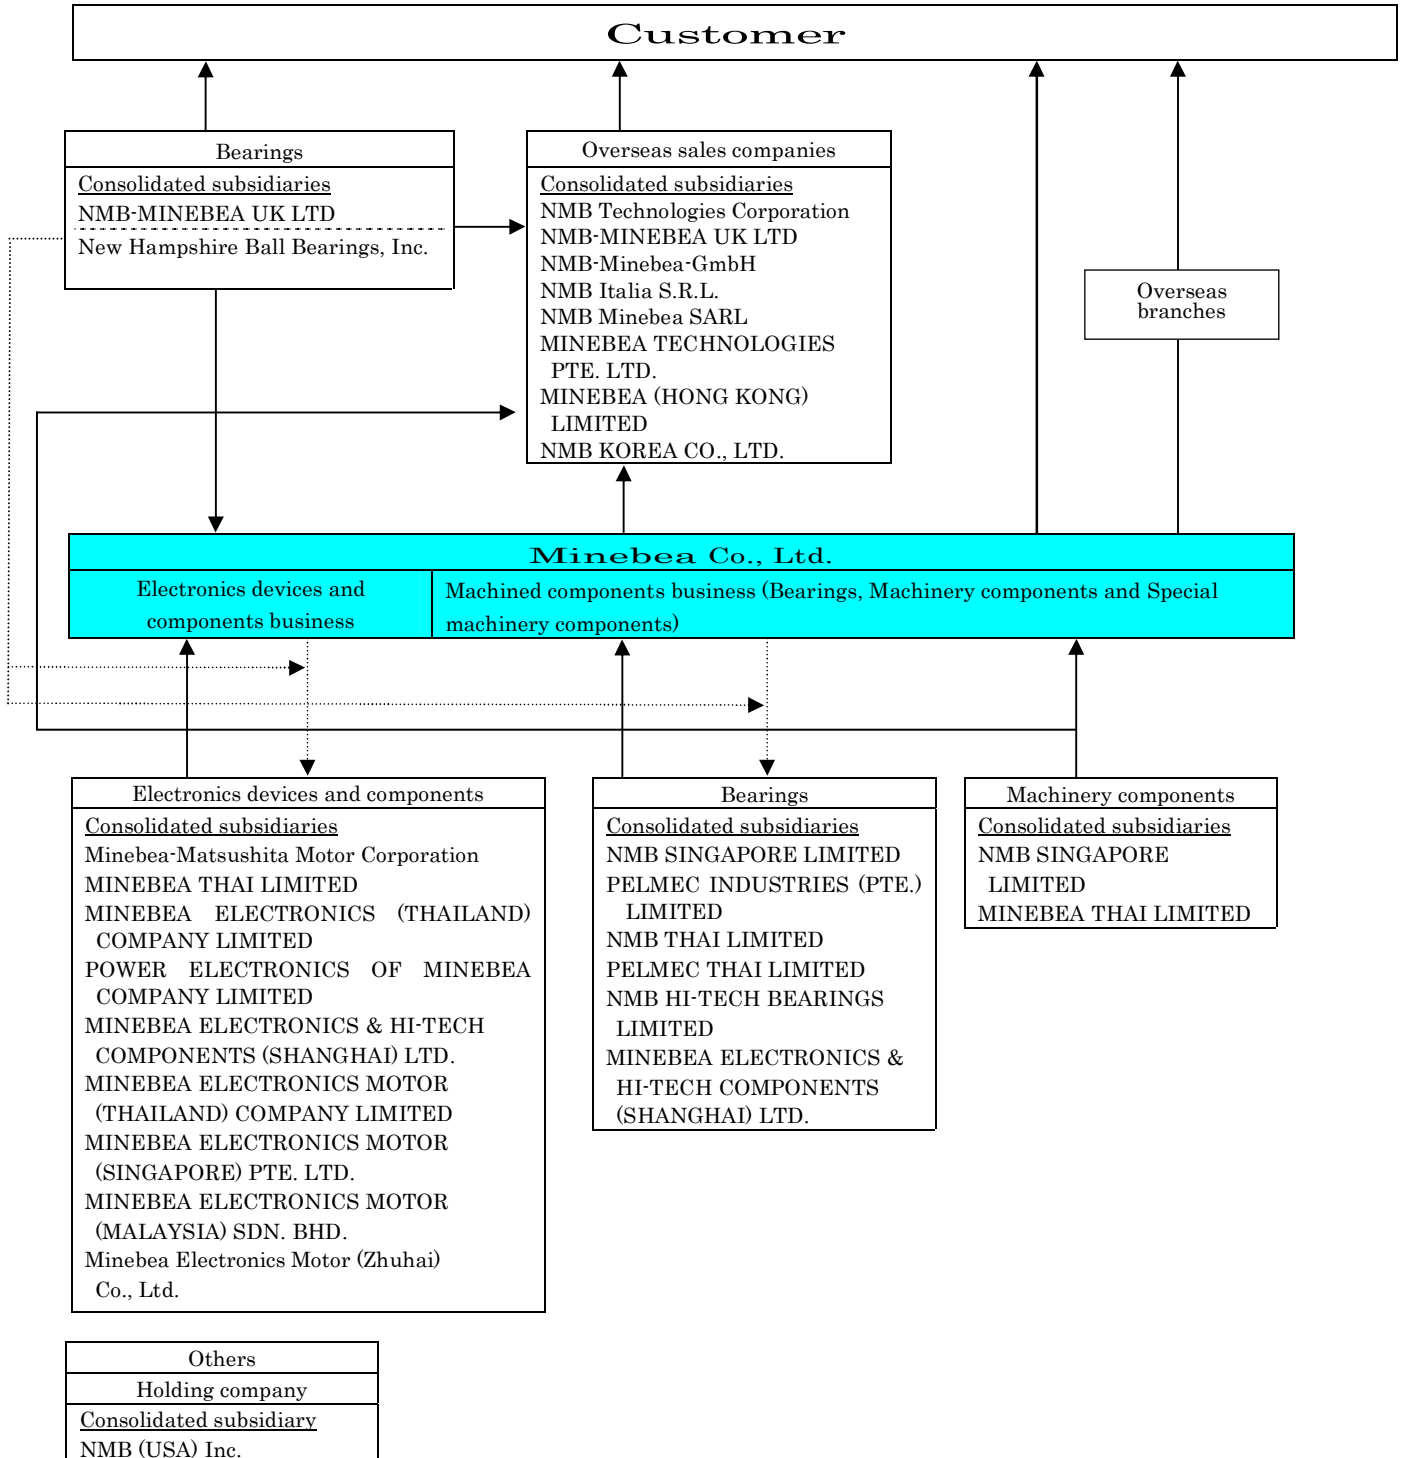 Customer
Bearings
Consolidated subsidiaries
NMB-MINEBEA UK LTD
New Hampshire Ball Bearings, Inc.
Overseas sales companies
Consolidated subsidiaries
NMB Technologies Corporation
NMB-MINEBEA UK LTD
NMB-Minebea-GmbH
NMB Italia S.R.L.
NMB Minebea SARL
MINEBEA TECHNOLOGIES
PTE. LTD.
MINEBEA (HONG KONG)
LIMITED
NMB KOREA CO., LTD.
Overseas
branches
Minebea Co., Ltd.
Electronics devices and
components business
Machined components business (Bearings, Machinery components and Special
machinery components)
Electronics devices and components
Consolidated subsidiaries
Minebea-Matsushita Motor Corporation
MINEBEA THAI LIMITED
MINEBEA ELECTRONICS (THAILAND)
COMPANY LIMITED
POWER ELECTRONICS OF MINEBEA
COMPANY LIMITED
MINEBEA ELECTRONICS & HI-TECH
COMPONENTS (SHANGHAI) LTD.
MINEBEA ELECTRONICS MOTOR
(THAILAND) COMPANY LIMITED
MINEBEA ELECTRONICS MOTOR
(SINGAPORE) PTE. LTD.
MINEBEA ELECTRONICS MOTOR
(MALAYSIA) SDN. BHD.
Minebea Electronics Motor (Zhuhai)
Co., Ltd.
Bearings
Consolidated subsidiaries
NMB SINGAPORE LIMITED
PELMEC INDUSTRIES (PTE.)
LIMITED
NMB THAI LIMITED
PELMEC THAI LIMITED
NMB HI-TECH BEARINGS
LIMITED
MINEBEA ELECTRONICS &
HI-TECH COMPONENTS
(SHANGHAI) LTD.
Machinery components
Consolidated subsidiaries
NMB SINGAPORE
LIMITED
MINEBEA THAI LIMITED
Others
Holding company
Consolidated subsidiary
NMB (USA) Inc.